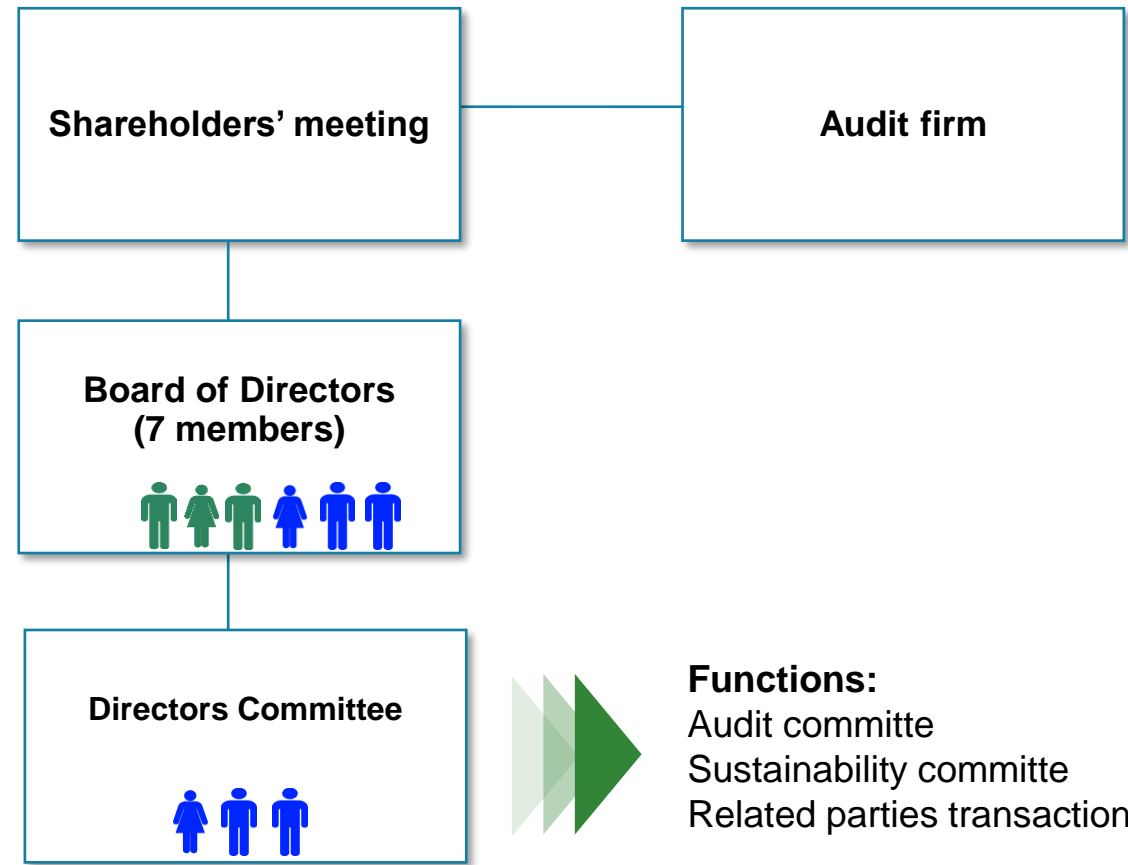 Shareholders’ meeting
Audit firm
Board of Directors
(7 members)
Directors Committee
Functions:
Audit committe
Sustainability committe
Related parties transaction